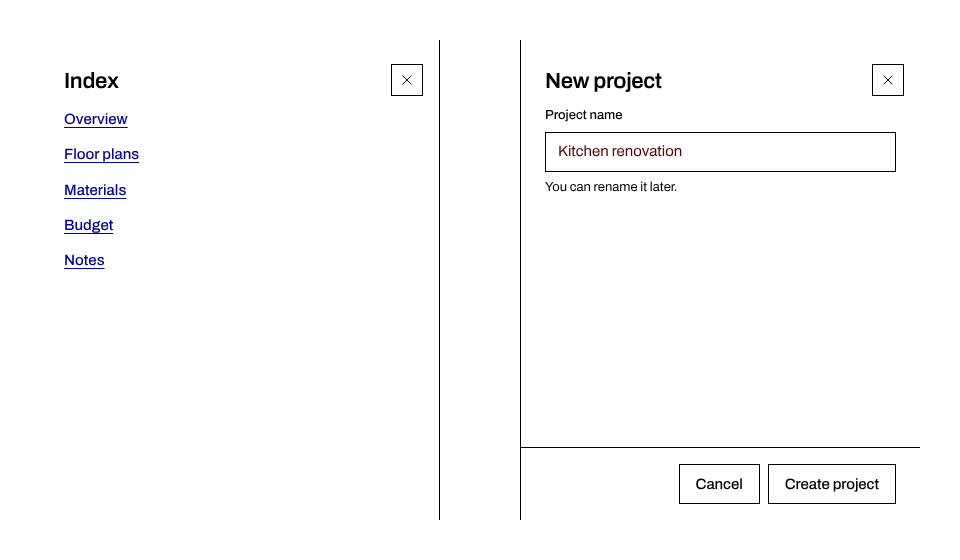 Index
Overview
Floor plans
Materials
Budget
Notes
New project
Project name
Kitchen renovation
You can rename it later.
Cancel
Create project